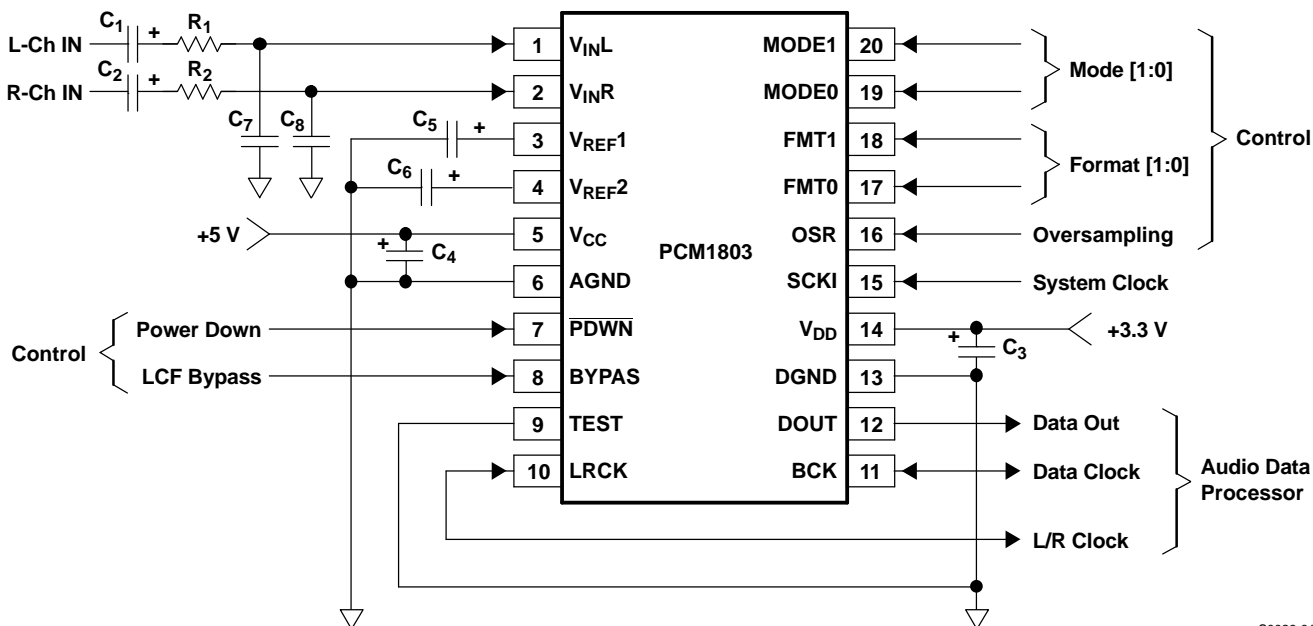 L-Ch IN
C1
+
R1
R-Ch IN
C2
+
R2
C7
C8
C5
+
C6
+
+5 V
+
C4
Control
Power Down
LCF Bypass
PCM1803
1 VINL
2 VINR
3 VREF1
4 VREF2
5 VCC
6 AGND
7 PDWN
8 BYPAS
9 TEST
10 LRCK
MODE1 20
MODE0 19
FMT1 18
FMT0 17
OSR 16
SCKI 15
VDD 14
DGND 13
DOUT 12
BCK 11
Mode [1:0]
Format [1:0]
Control
Oversampling
System Clock
+
C3
+3.3 V
Data Out
Data Clock
L/R Clock
Audio Data
Processor